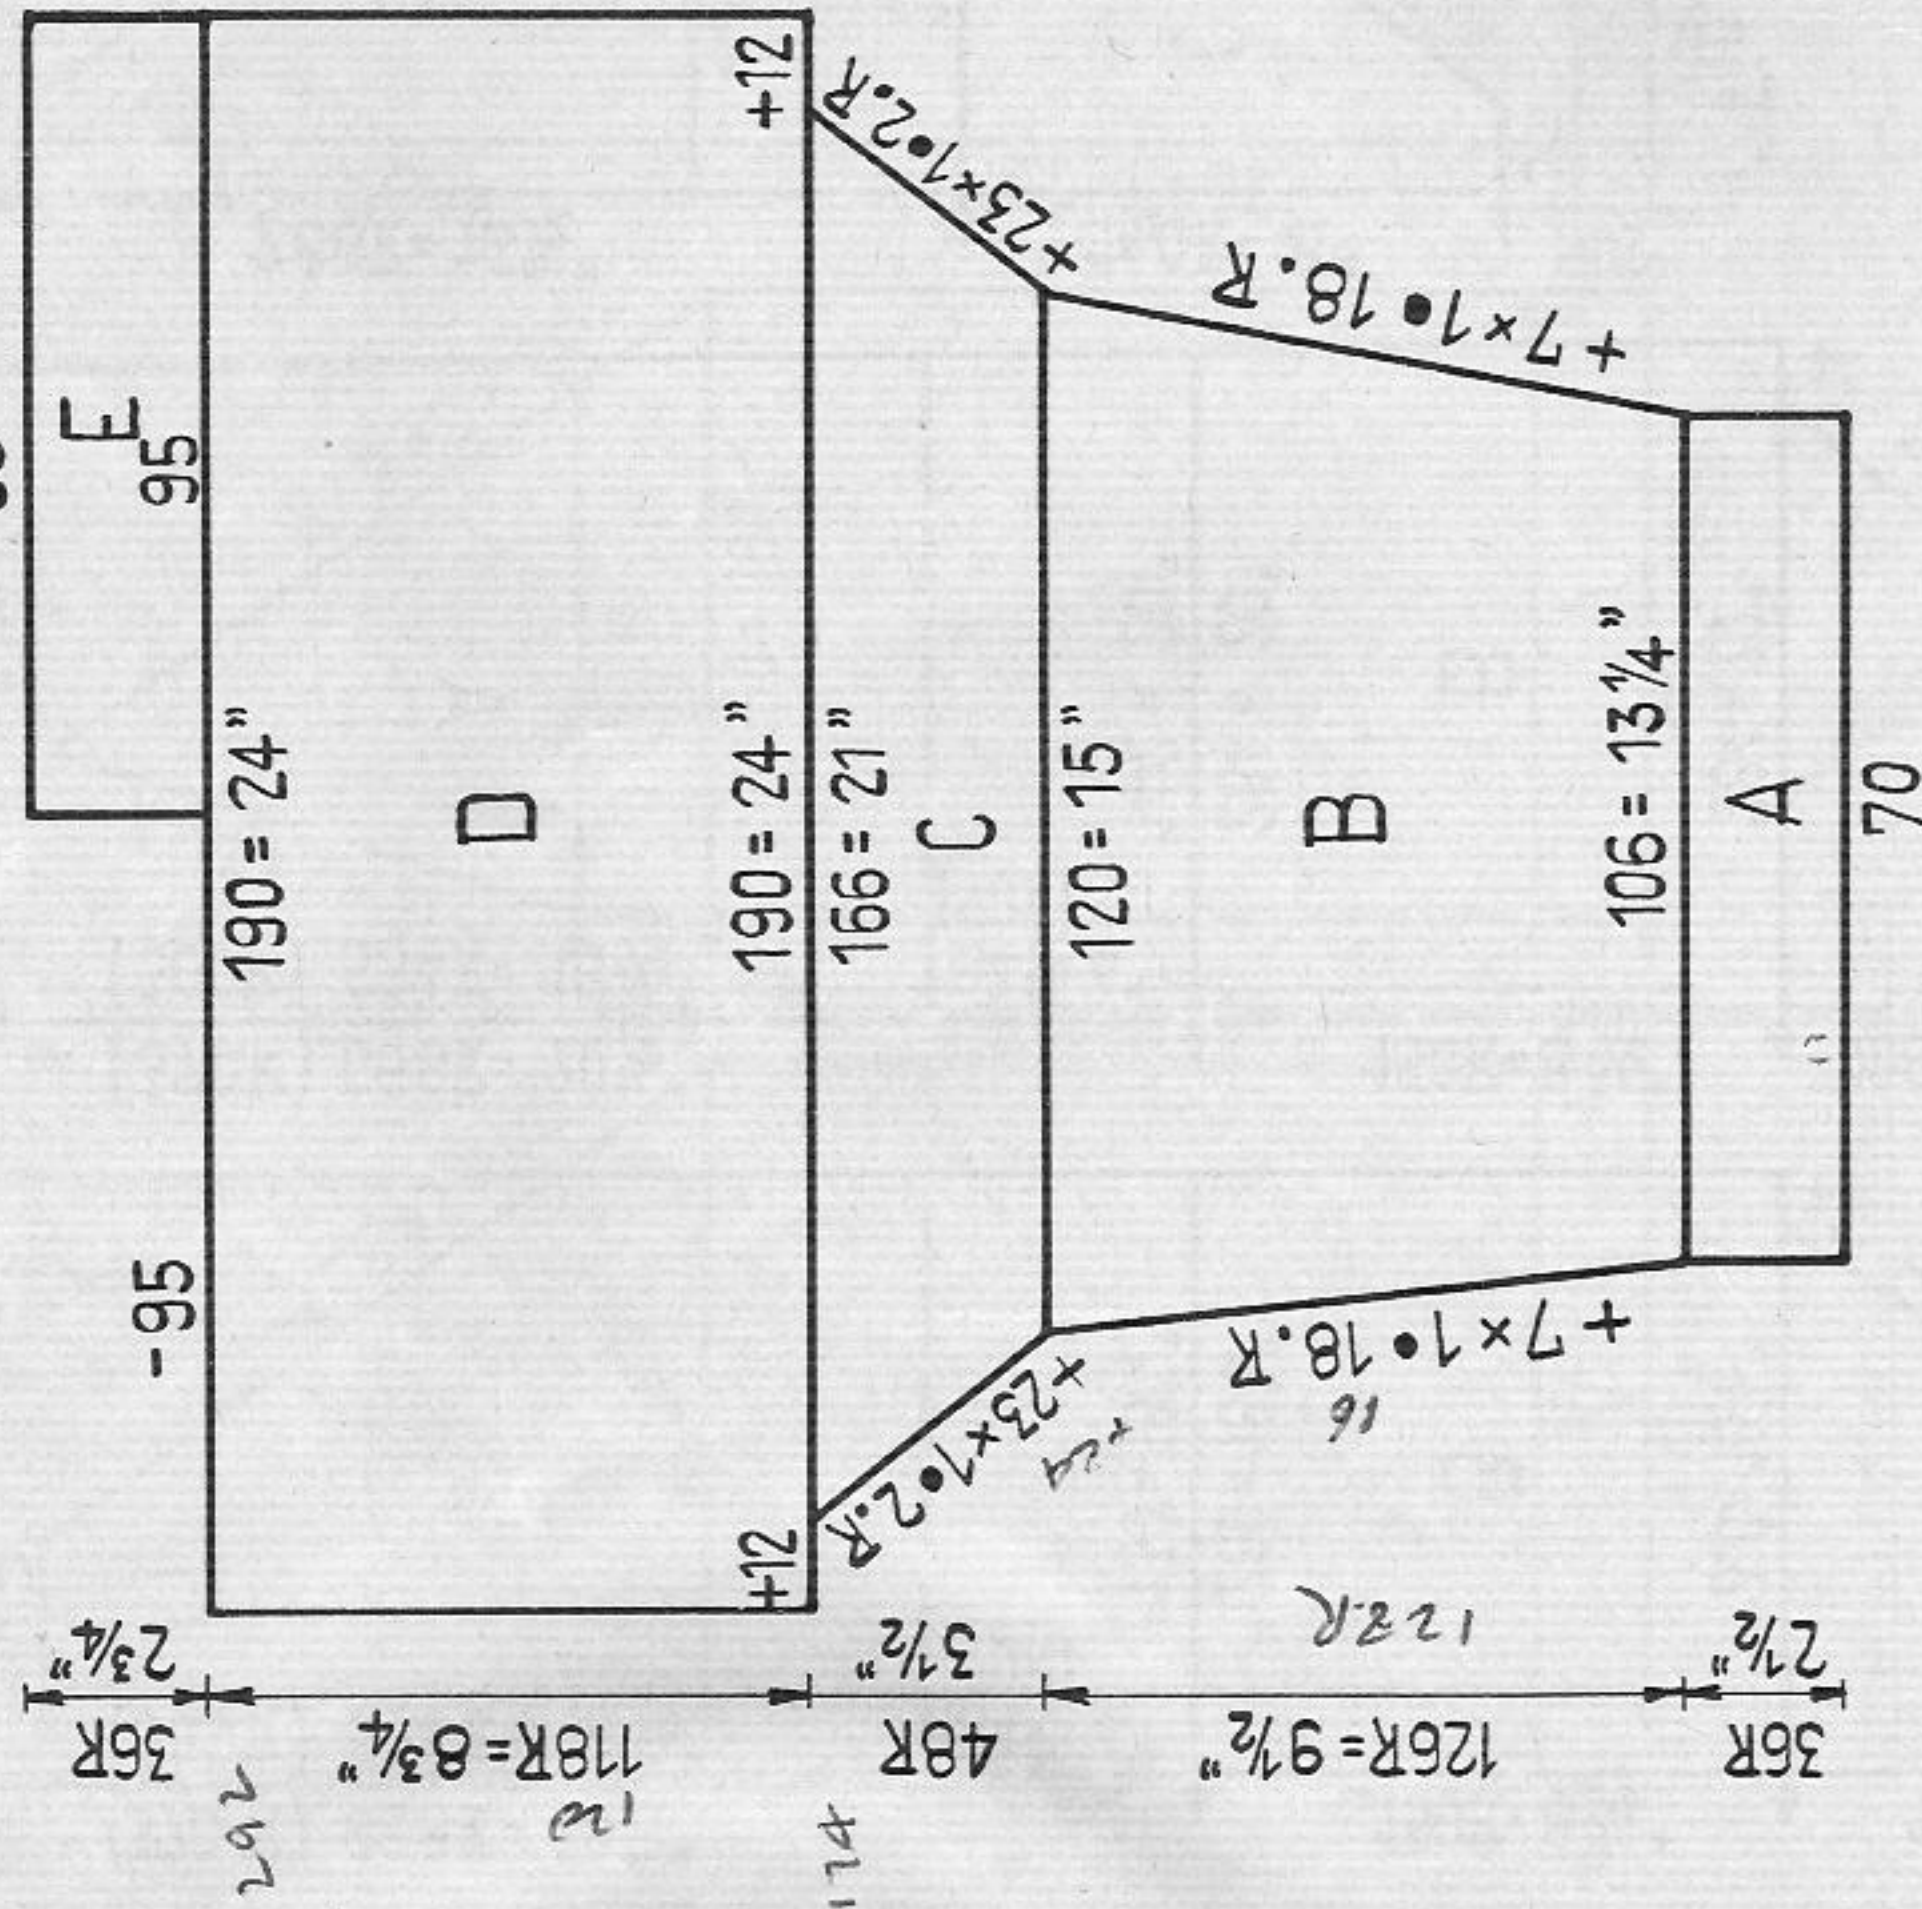 E
95
-95
190 = 24"
D
+12
190 = 24"
+12
166 = 21"
+23×1•2.R
+23×1•2.R
C
120 = 15"
+7×1•18.R
+7×1•18.R
16
B
106 = 13¼"
A
70
2¾"
36R
118R = 8¾"
3½"
48R
122R
126R = 9½"
2½"
36R